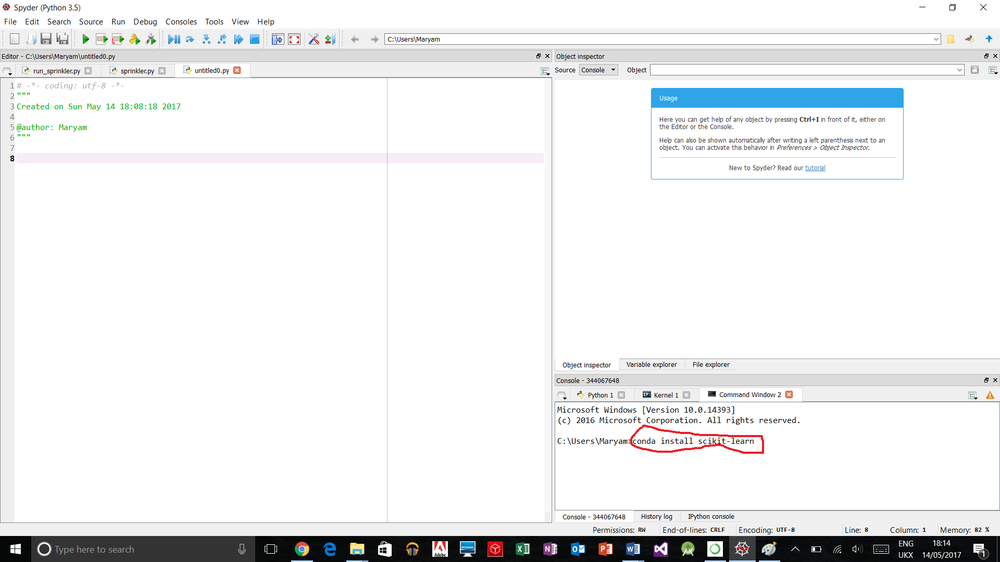 Spyder (Python 3.5)
File Edit Search Source Run Debug Consoles Tools View Help
C:\Users\Maryam
Editor - C:\Users\Maryam\untitled0.py
run_sprinkler.py sprinkler.py untitled0.py
1 # -*- coding: utf-8 -*-
2 """
3 Created on Sun May 14 18:08:18 2017
4
5 @author: Maryam
6 """
7
8
Object inspector
Source Console Object
Usage
Here you can get help of any object by pressing Ctrl+I in front of it, either on
the Editor or the Console.
Help can also be shown automatically after writing a left parenthesis next to an
object. You can activate this behavior in Preferences > Object Inspector.
New to Spyder? Read our tutorial
Object inspector Variable explorer File explorer
Console - 344067648
Python 1 IP: Kernel 1 Command Window 2
Microsoft Windows [Version 10.0.14393]
(c) 2016 Microsoft Corporation. All rights reserved.
C:\Users\Maryam>conda install scikit-learn
Console - 344067648 History log IPython console
Permissions: RW End-of-lines: CRLF Encoding: UTF-8 Line: 8 Column: 1 Memory: 82 %
Type here to search
Adobe
ENG
UKX
18:14
14/05/2017
1